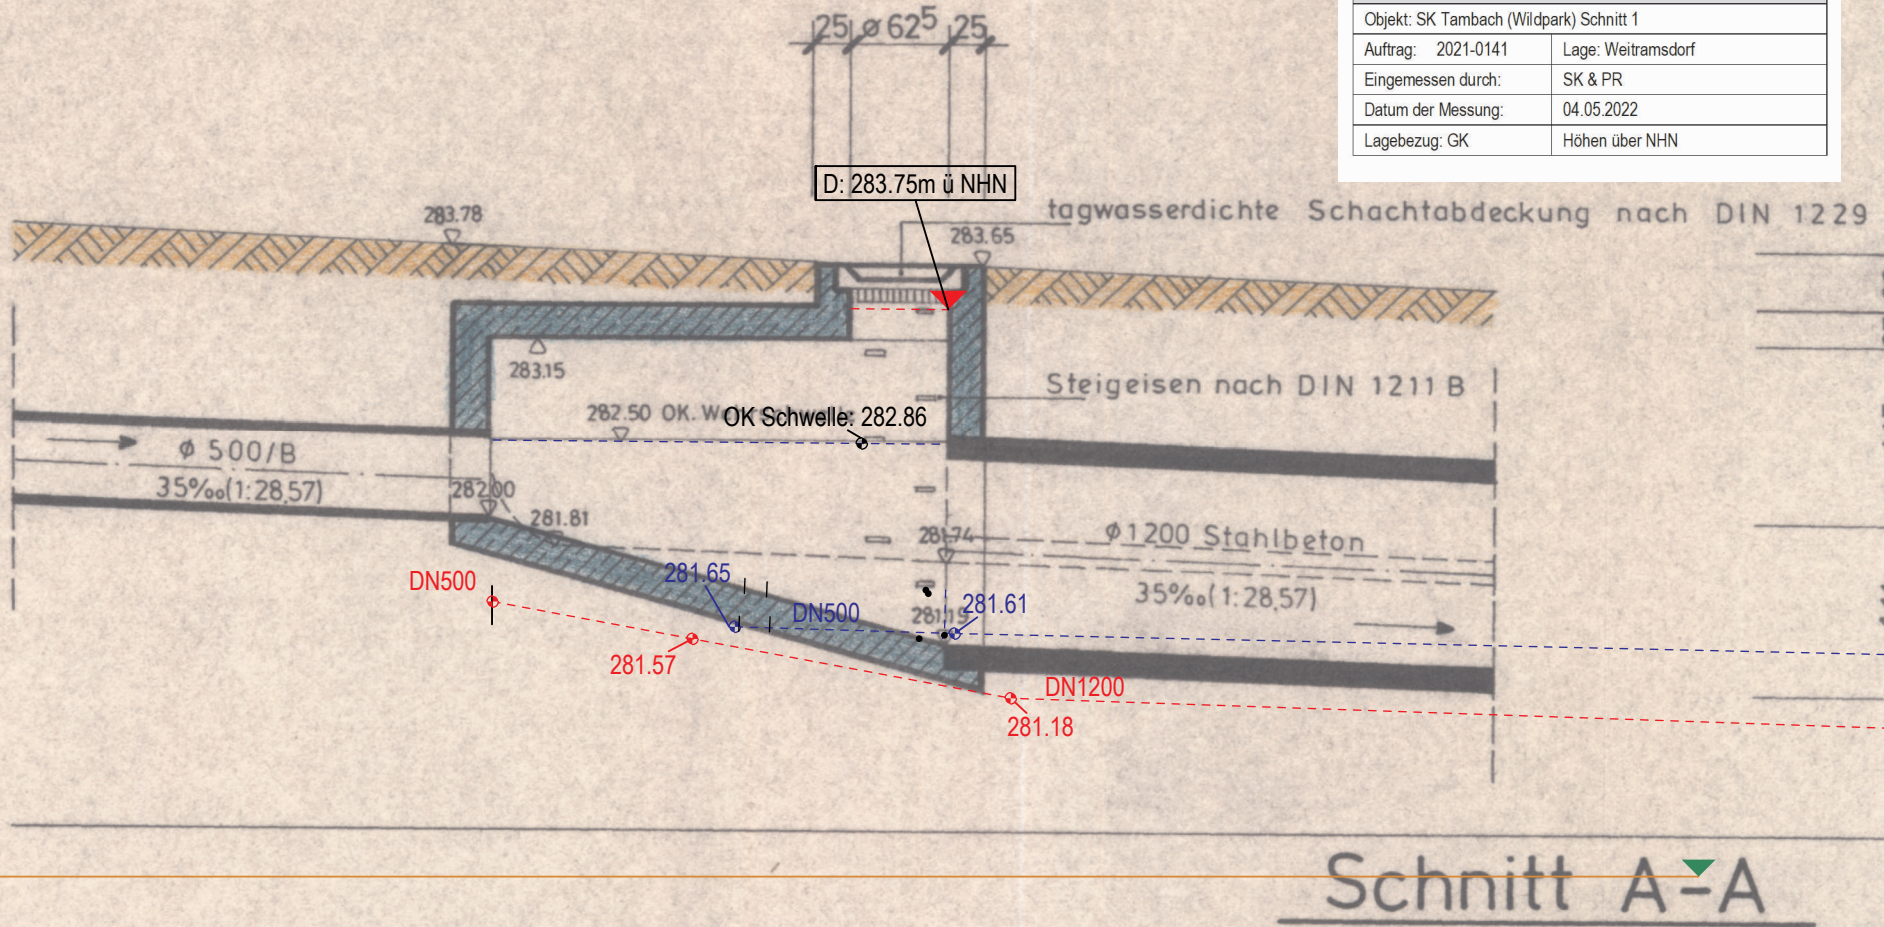 25 ø 62⁵ 25
Objekt: SK Tambach (Wildpark) Schnitt 1
Auftrag: 2021-0141 Lage: Weitramsdorf
Eingemessen durch: SK & PR
Datum der Messung: 04.05.2022
Lagebezug: GK Höhen über NHN
D: 283.75m ü NHN
283.78
tagwasserdichte Schachtabdeckung nach DIN 1229
283.65
283.15
Steigeisen nach DIN 1211 B
282.50 OK.
OK Schwelle: 282.86
ø 500/B
35‰(1:28,57)
282.00
281.81
281.74
ø 1200 Stahlbeton
DN500
281.65
DN500
281.19
281.61
35‰(1:28,57)
281.57
DN1200
281.18
Schnitt A-A